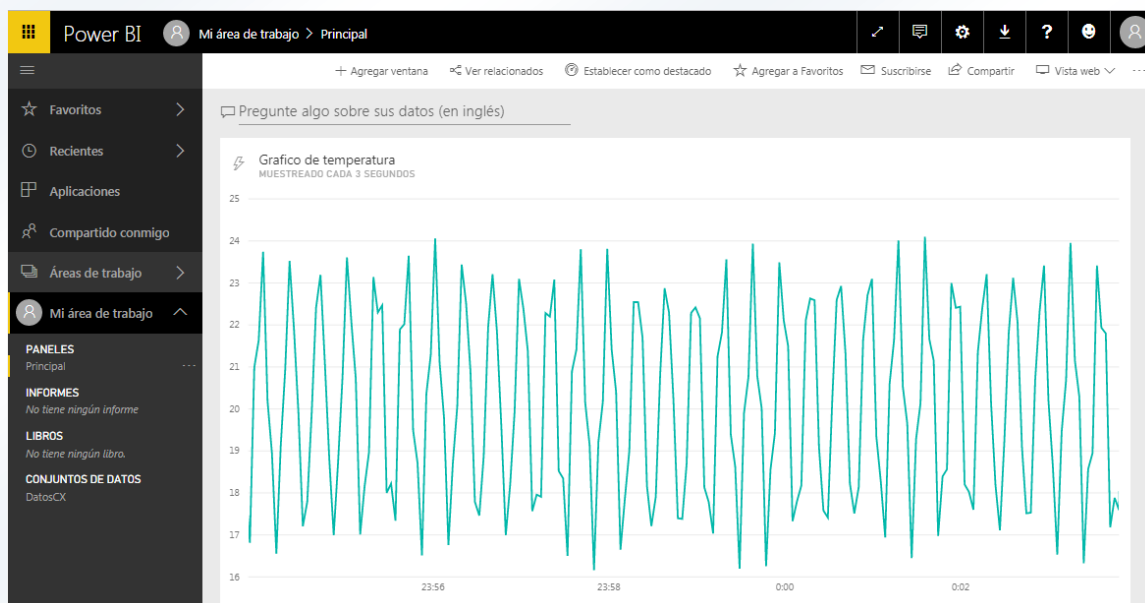 Power BI
Mi área de trabajo > Principal
Agregar ventana
Ver relacionados
Establecer como destacado
Agregar a Favoritos
Suscribirse
Compartir
Vista web
Favoritos
Recientes
Aplicaciones
Compartido conmigo
Áreas de trabajo
Mi área de trabajo
PANELES
Principal
INFORMES
No tiene ningún informe
LIBROS
No tiene ningún libro.
CONJUNTOS DE DATOS
DatosCX
Pregunte algo sobre sus datos (en inglés)
Grafico de temperatura
MUESTREADO CADA 3 SEGUNDOS
25
24
23
22
21
20
19
18
17
16
23:56
23:58
0:00
0:02